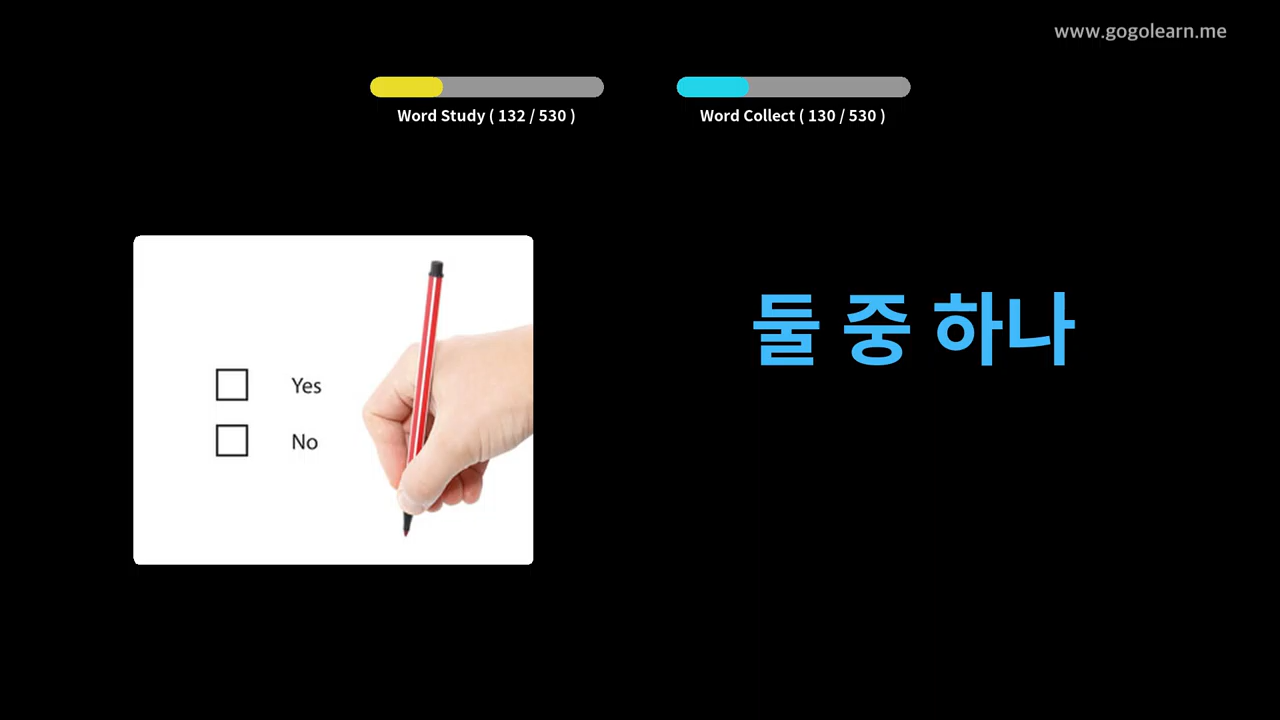 www.gogolearn.me
Word Study ( 132 / 530 )
Word Collect ( 130 / 530 )
Yes
No
둘 중 하나